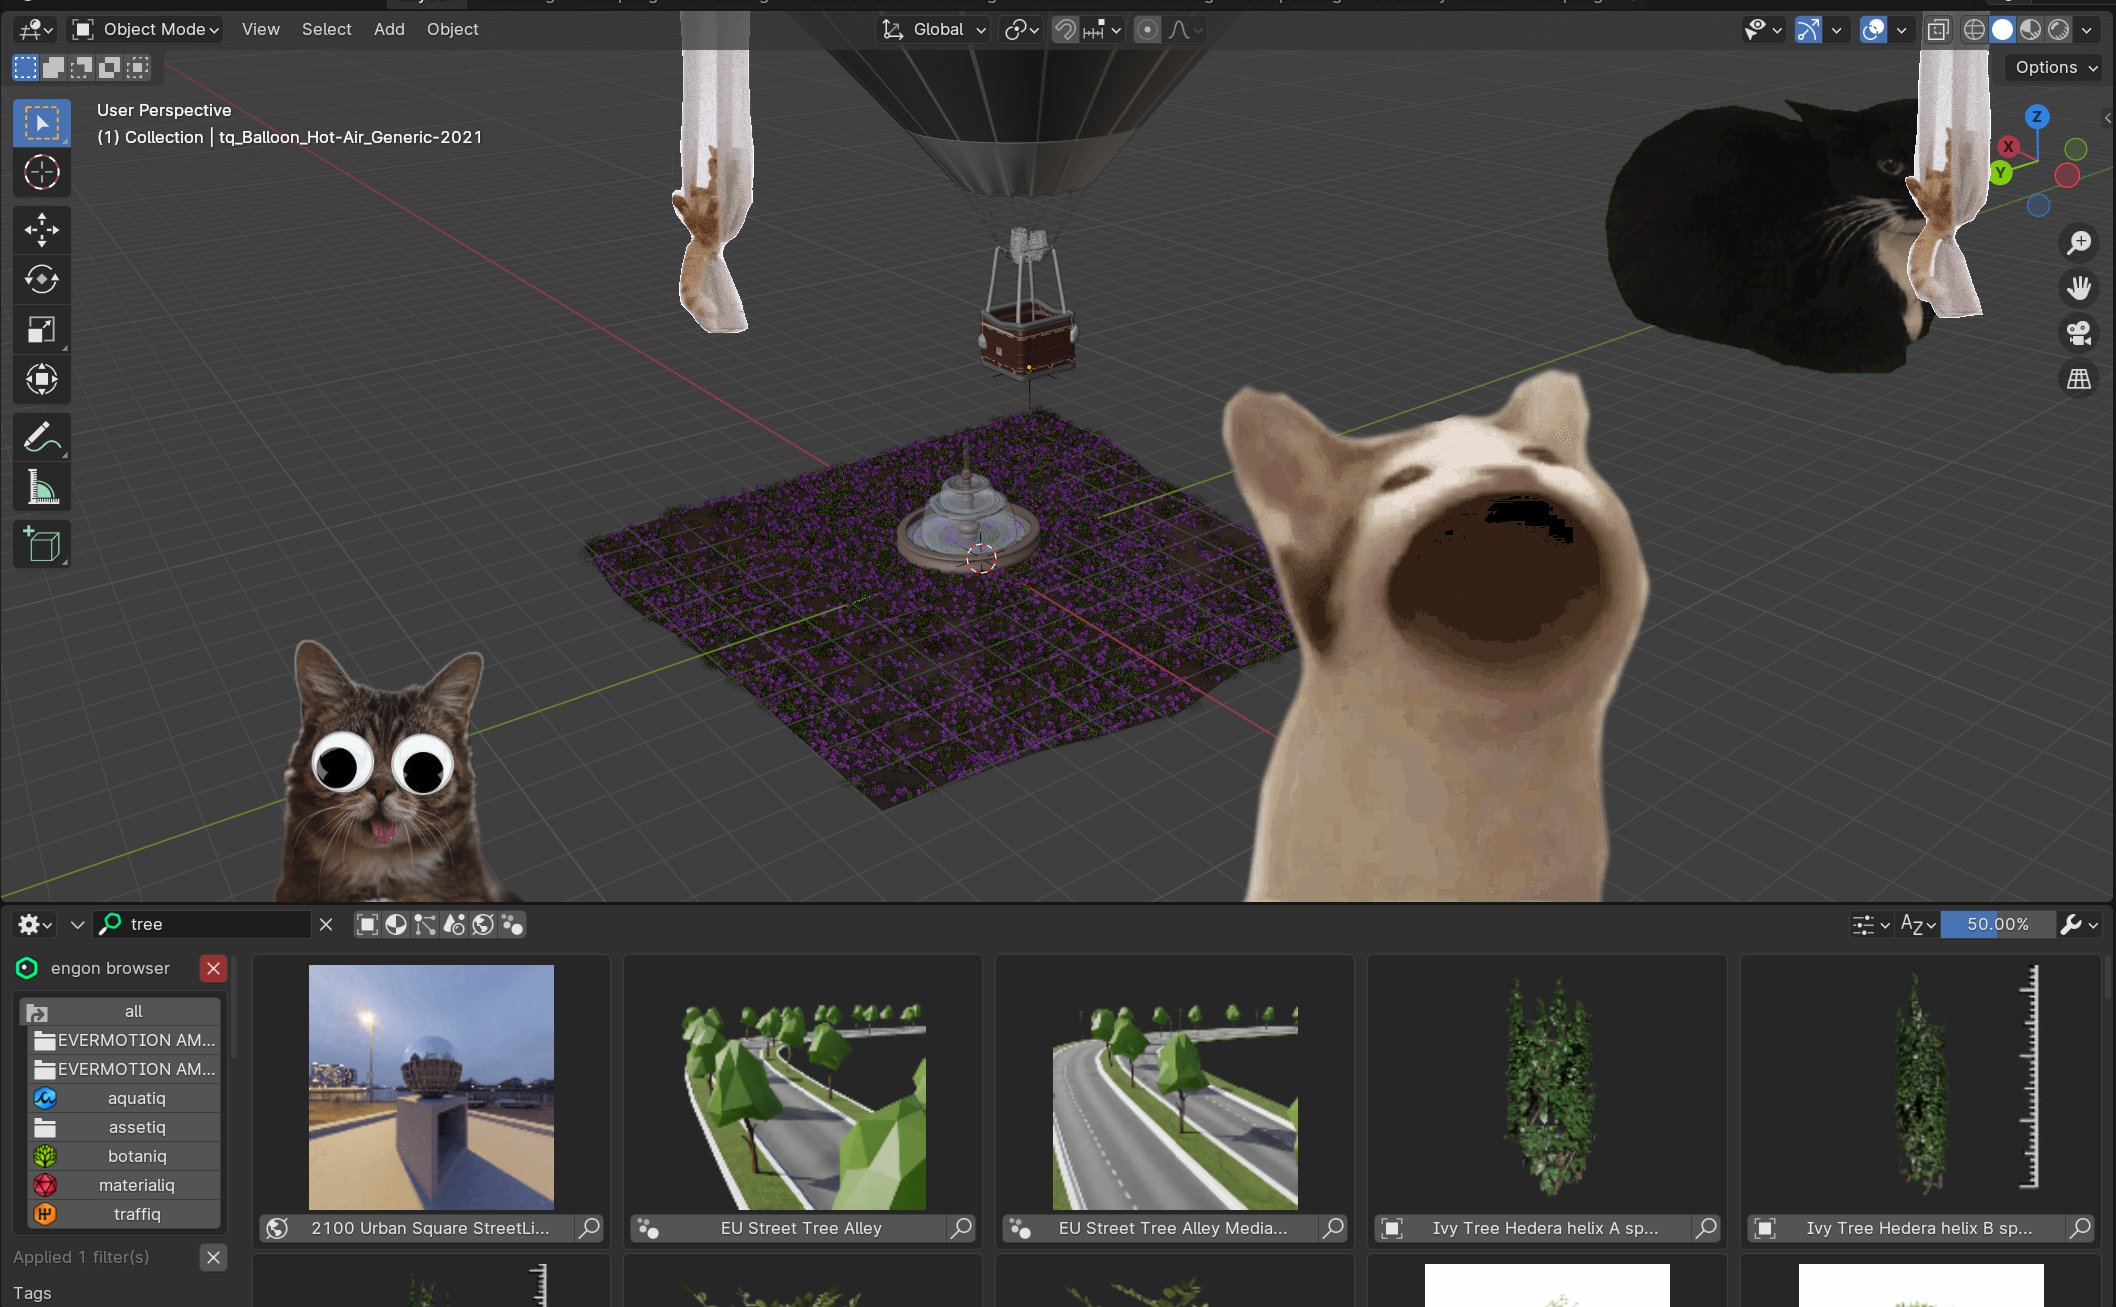 Object Mode View Select Add Object Global
Options
User Perspective
(1) Collection | tq_Balloon_Hot-Air_Generic-2021
Z
X
Y
tree
AZ
50.00%
engon browser
all
EVERMOTION AM...
EVERMOTION AM...
aquatiq
assetiq
botaniq
materialiq
traffiq
2100 Urban Square StreetLi...
EU Street Tree Alley
EU Street Tree Alley Media...
Ivy Tree Hedera helix A sp...
Ivy Tree Hedera helix B sp...
Applied 1 filter(s)
Tags